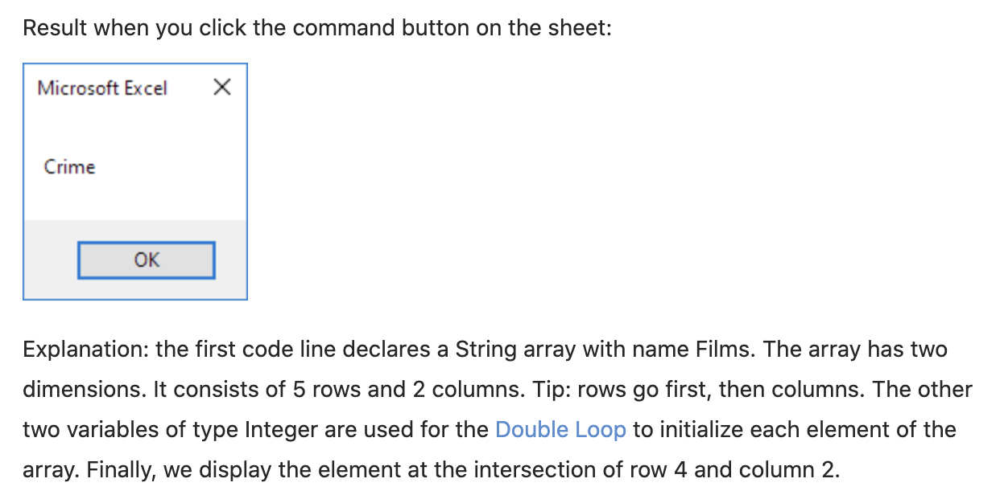 Result when you click the command button on the sheet:
Microsoft Excel
Crime
OK
Explanation: the first code line declares a String array with name Films. The array has two
dimensions. It consists of 5 rows and 2 columns. Tip: rows go first, then columns. The other
two variables of type Integer are used for the Double Loop to initialize each element of the
array. Finally, we display the element at the intersection of row 4 and column 2.